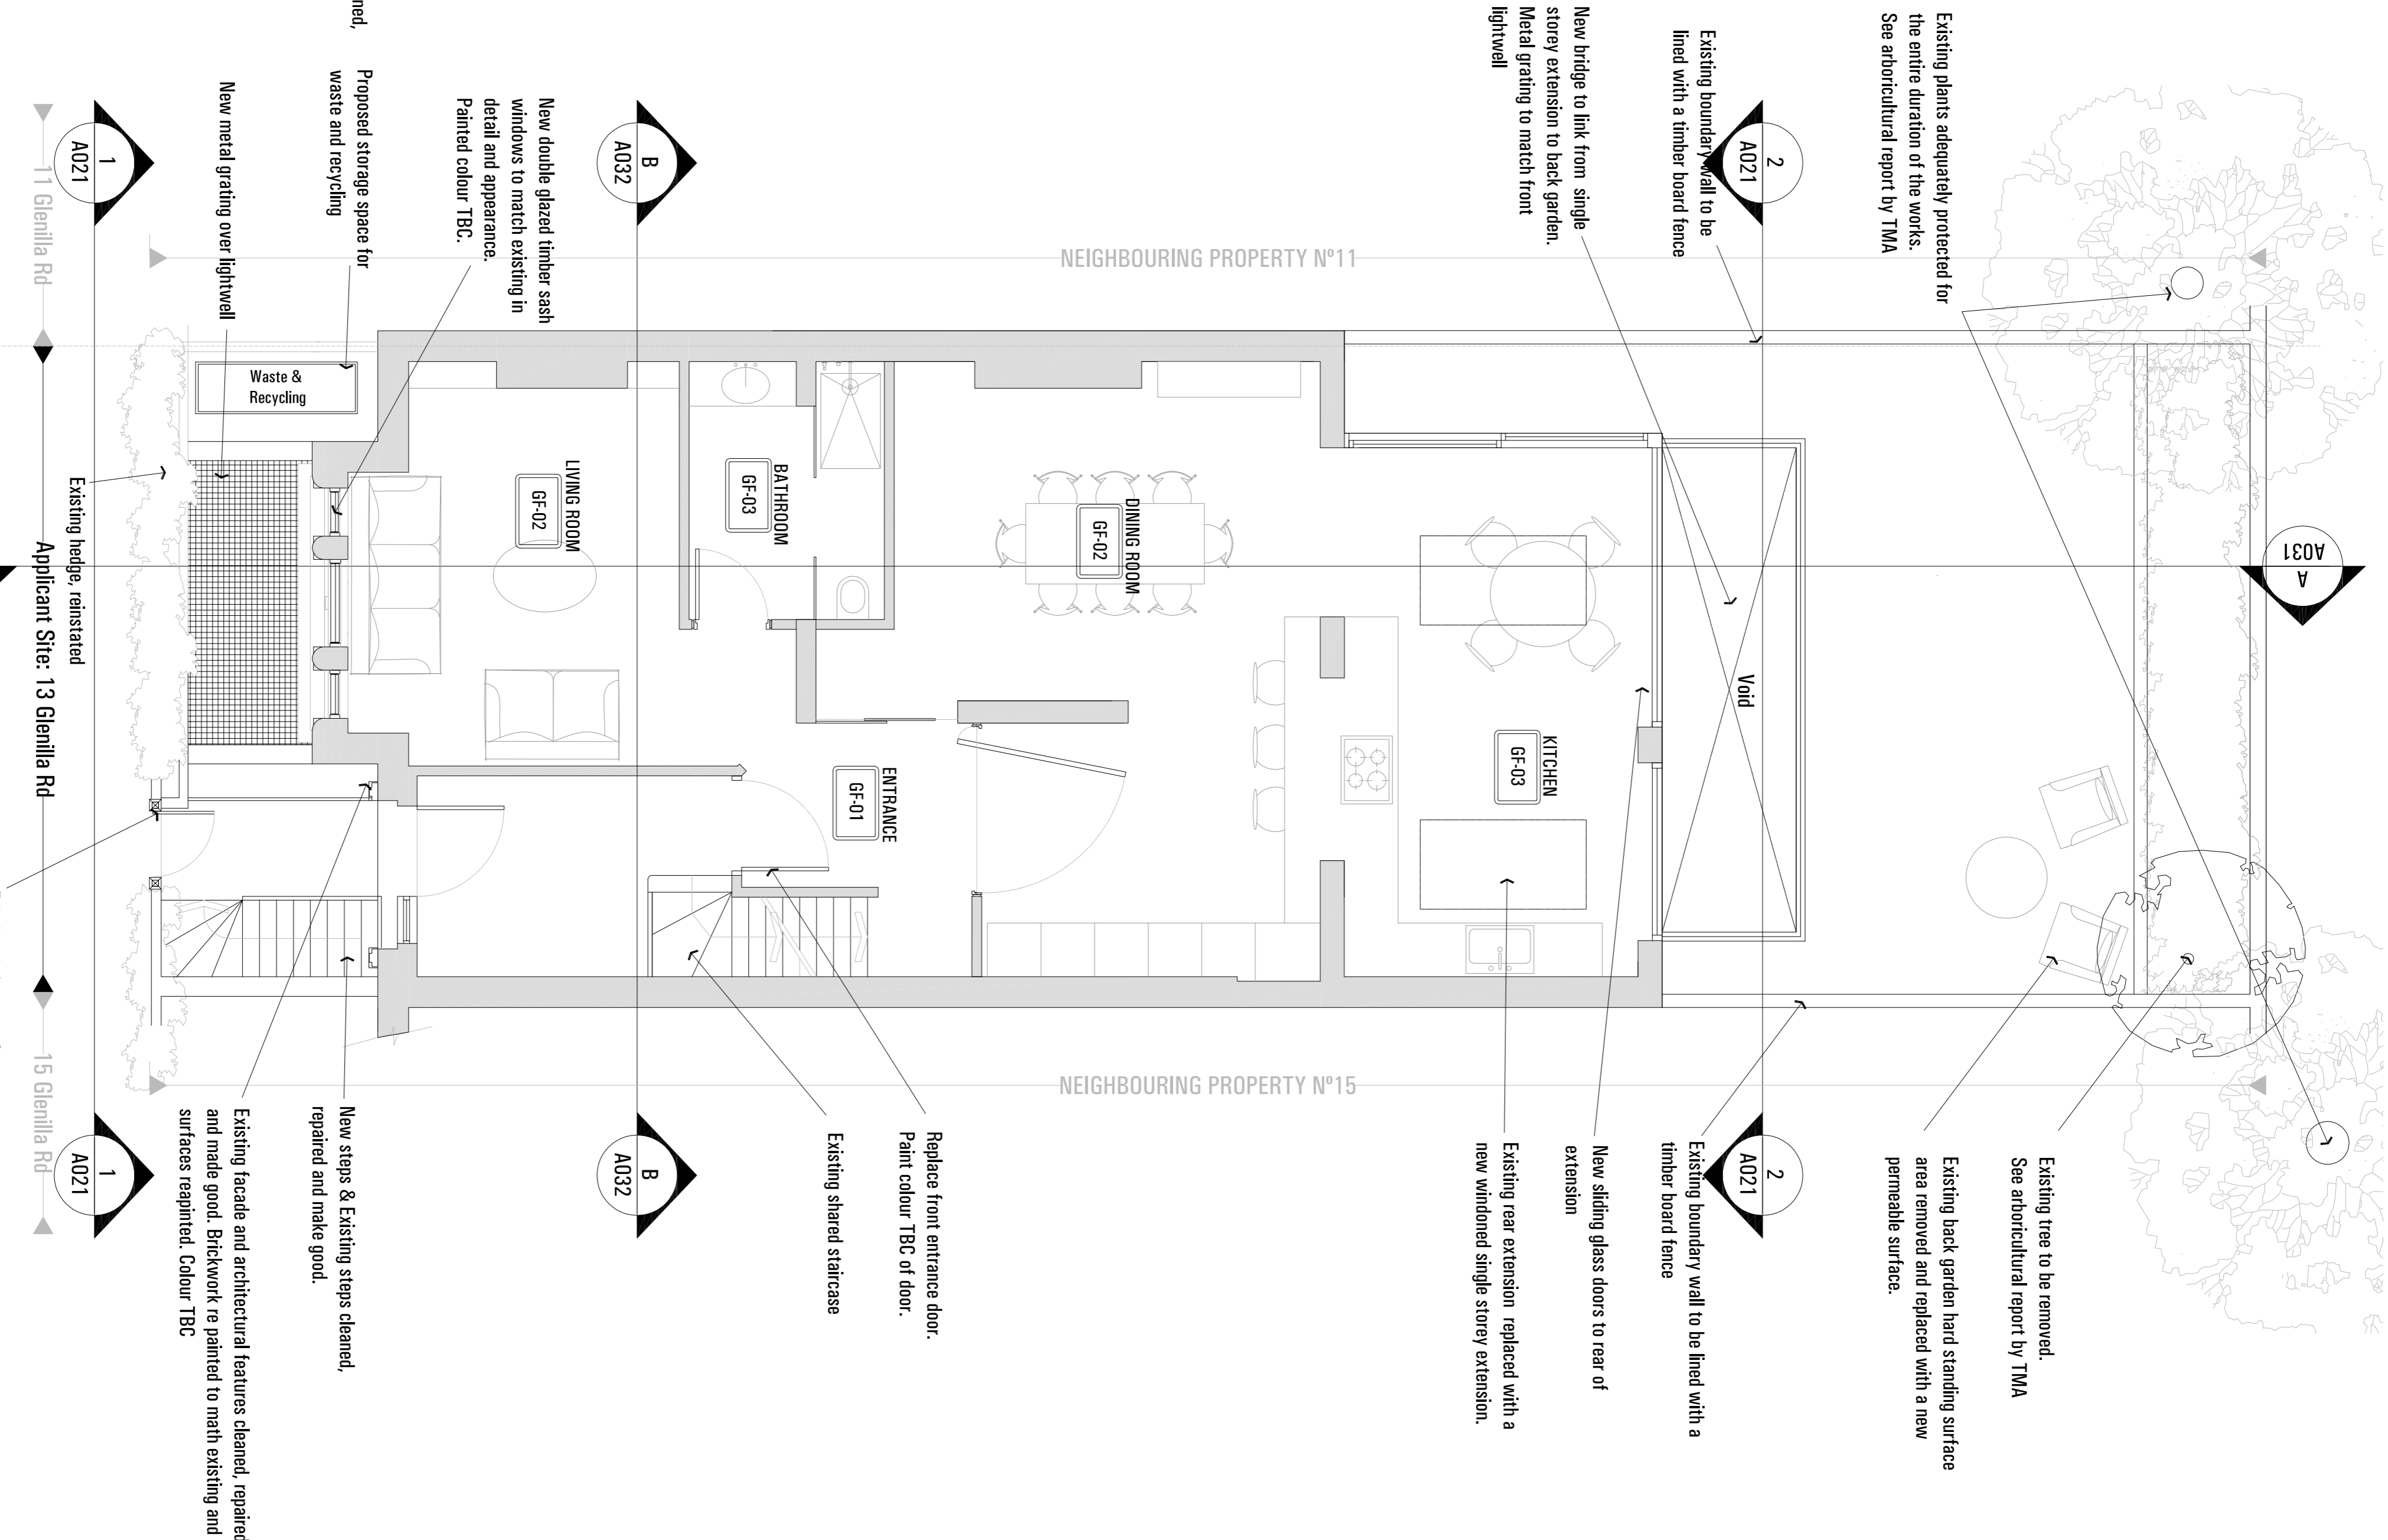 Existing plants adequately protected for
the entire duration of the works.
See arboricultural report by TMA
Existing boundary wall to be
lined with a timber board fence
New bridge to link from single
storey extension to back garden.
Metal grating to match front
lightwell
New double glazed timber sash
windows to match existing in
detail and appearance.
Painted colour TBC.
ned,
Proposed storage space for
waste and recycling
New metal grating over lightwell
2
A021
B
A032
1
A021
11 Glenilla Rd
NEIGHBOURING PROPERTY Nº11
A
A031
Waste &
Recycling
Void
DINING ROOM
GF-02
BATHROOM
GF-03
LIVING ROOM
GF-02
KITCHEN
GF-03
ENTRANCE
GF-01
Existing hedge, reinstated
Applicant Site: 13 Glenilla Rd
NEIGHBOURING PROPERTY Nº15
15 Glenilla Rd
2
A021
B
A032
1
A021
Existing tree to be removed.
See arboricultural report by TMA
Existing back garden hard standing surface
area removed and replaced with a new
permeable surface.
Existing boundary wall to be lined with a
timber board fence
New sliding glass doors to rear of
extension
Existing rear extension replaced with a
new windoned single storey extension.
Replace front entrance door.
Paint colour TBC of door.
Existing shared staircase
New steps & Existing steps cleaned,
repaired and make good.
Existing facade and architectural features cleaned, repaired
and made good. Brickwork re painted to math existing and
surfaces reapinted. Colour TBC